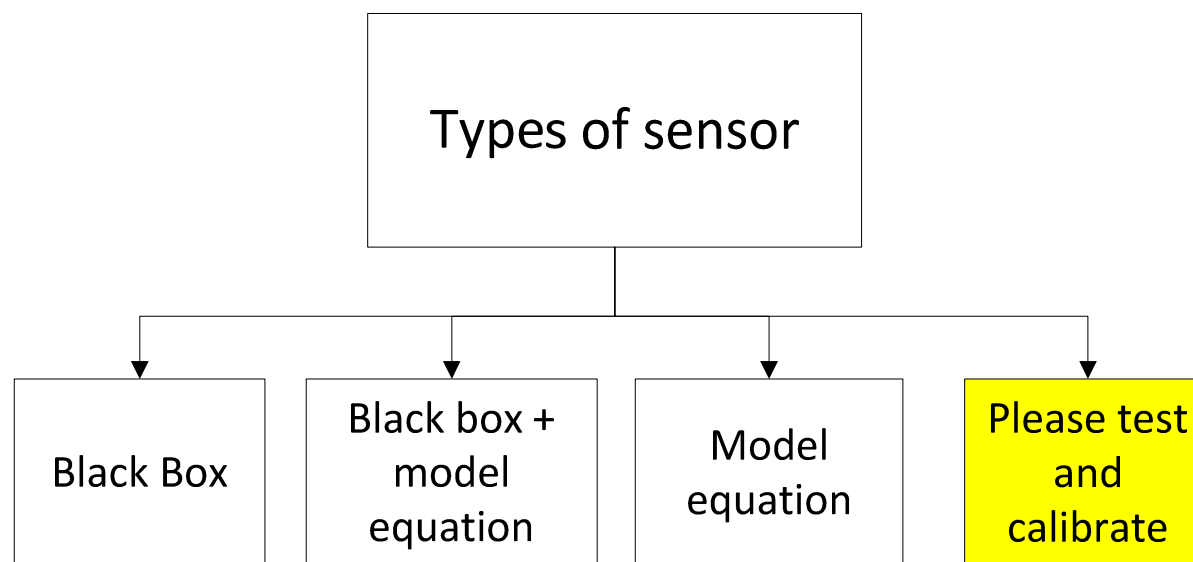 Types of sensor
Black Box
Black box +
model
equation
Model
equation
Please test
and
calibrate